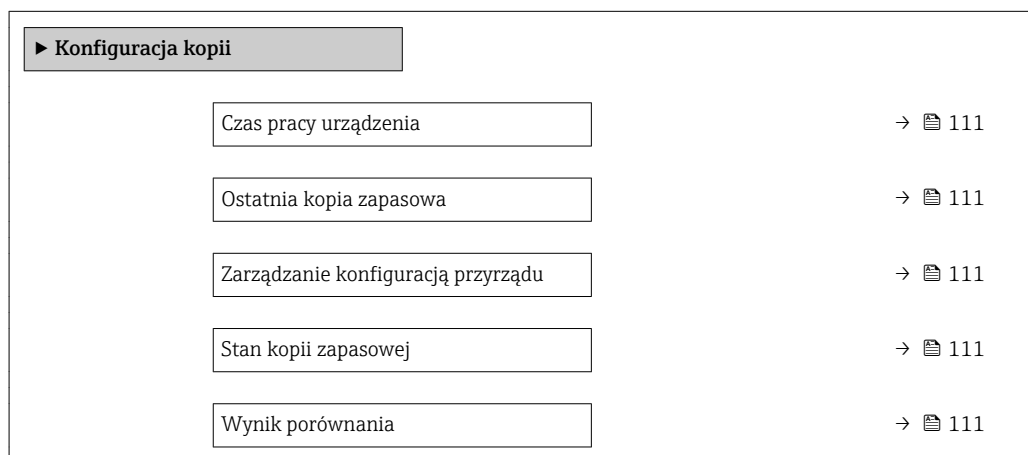 ▶ Konfiguracja kopii
Czas pracy urządzenia → 🖹 111
Ostatnia kopia zapasowa → 🖹 111
Zarządzanie konfiguracją przyrządu → 🖹 111
Stan kopii zapasowej → 🖹 111
Wynik porównania → 🖹 111